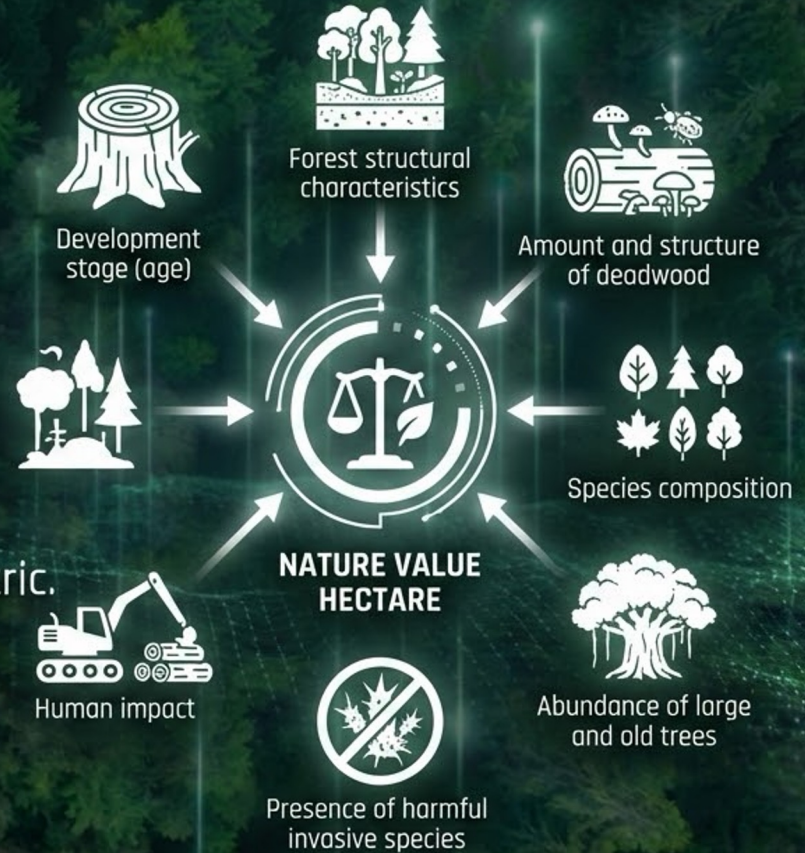 Forest structural
characteristics
Development
stage (age)
Amount and structure
of deadwood
Species composition
NATURE VALUE
HECTARE
ric.
Human impact
Abundance of large
and old trees
Presence of harmful
invasive species